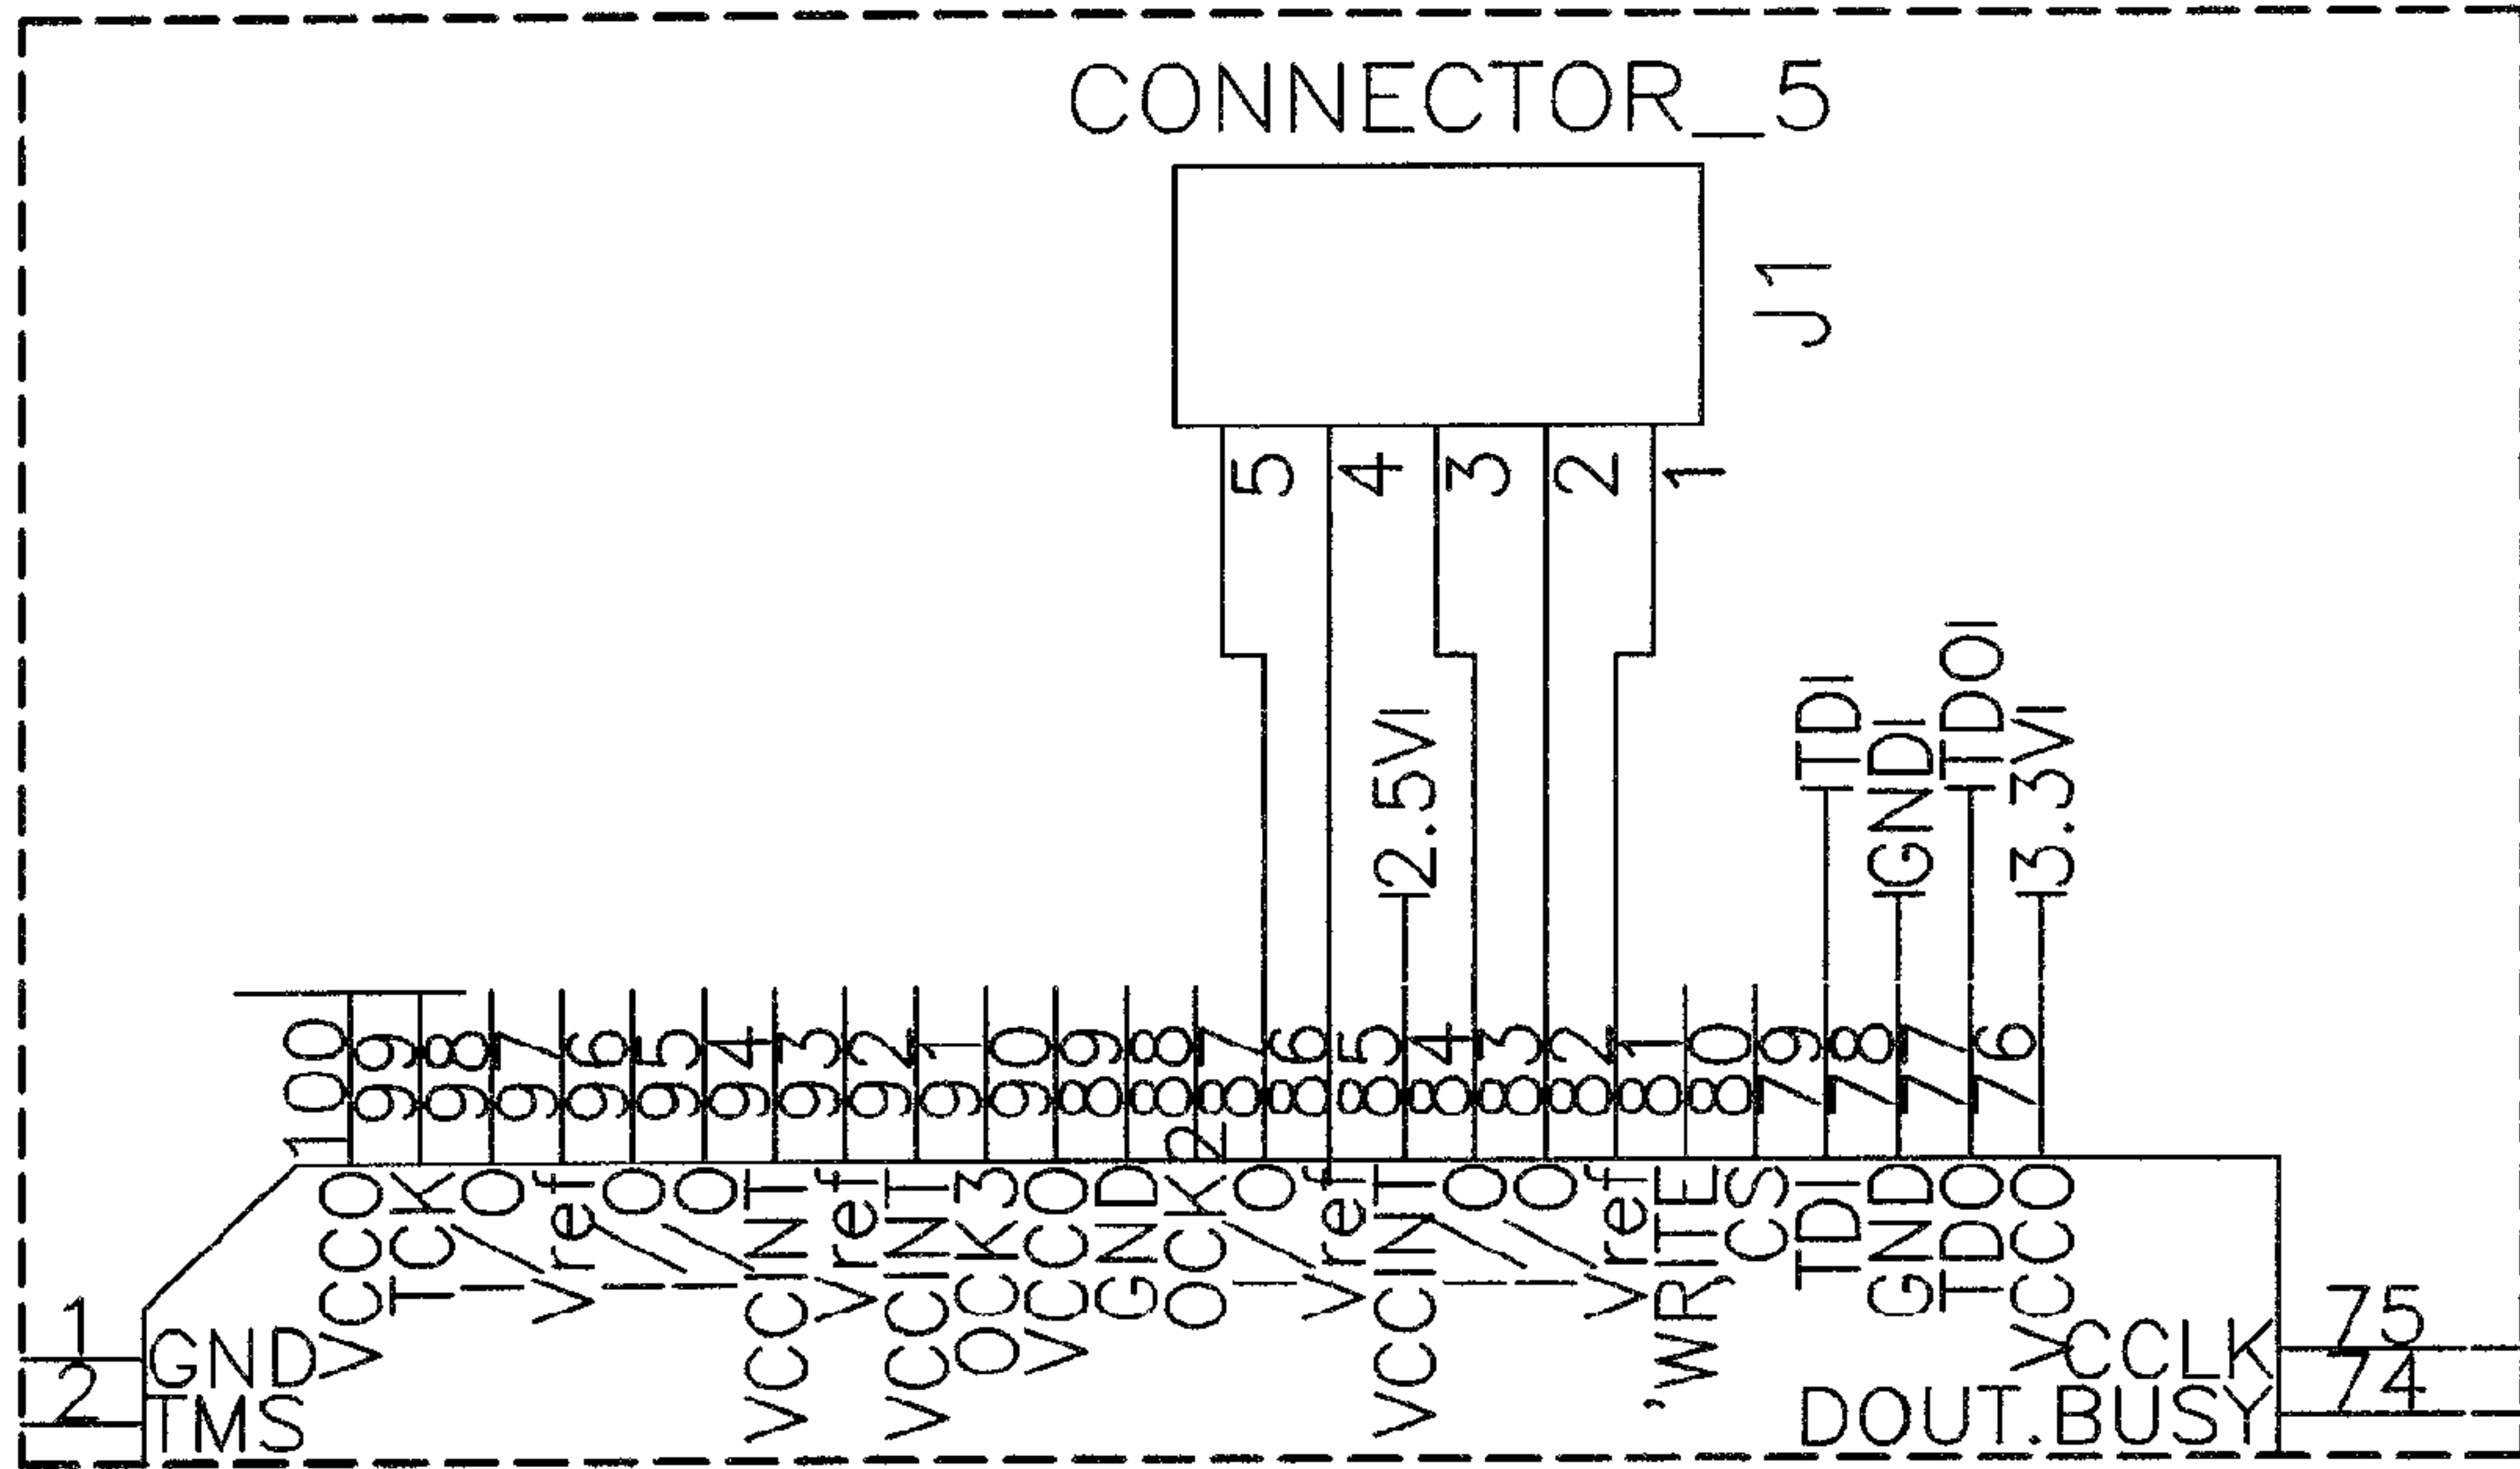 CONNECTOR_5
J1
5
4
3
2
1
2.5V
TDI
GND
TDO
3.3V
100
99
98
97
96
95
94
93
92
91
90
89
88
87
86
85
84
83
82
81
80
79
78
77
76
VCCO
TCK
I/O
Vref
I/O
I/O
VCCINT
Vref
VCCINT
OCK3
VCCO
GND
OCK2
I/O
Vref
VCCINT
I/O
I/O
Vref
,WRITE
CS
TDI
GND
TDO
VCCO
1
GND
2
TMS
CCLK
75
DOUT.BUSY
74